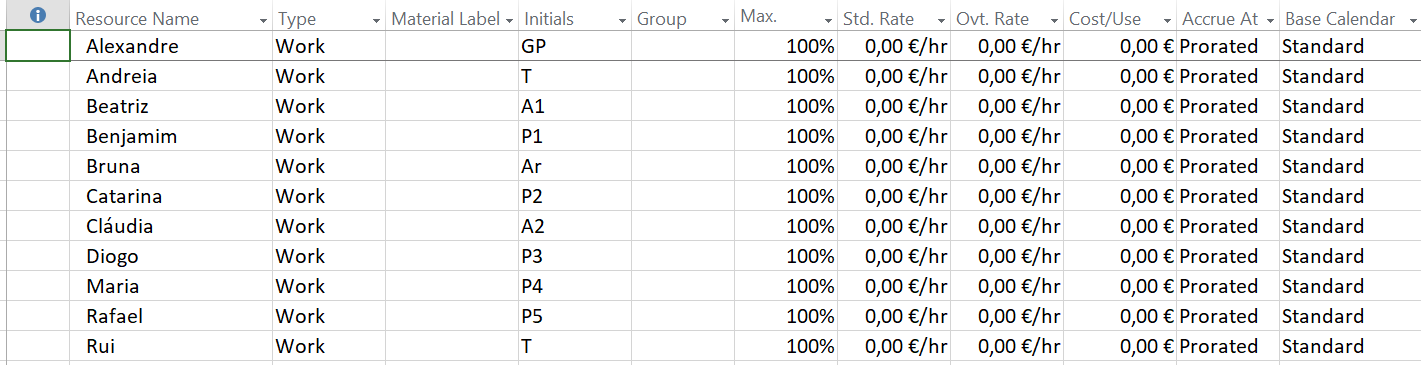 Resource Name Type Material Label Initials Group Max. Std. Rate Ovt. Rate Cost/Use Accrue At Base Calendar
Alexandre Work GP 100% 0,00 €/hr 0,00 €/hr 0,00 € Prorated Standard
Andreia Work T 100% 0,00 €/hr 0,00 €/hr 0,00 € Prorated Standard
Beatriz Work A1 100% 0,00 €/hr 0,00 €/hr 0,00 € Prorated Standard
Benjamim Work P1 100% 0,00 €/hr 0,00 €/hr 0,00 € Prorated Standard
Bruna Work Ar 100% 0,00 €/hr 0,00 €/hr 0,00 € Prorated Standard
Catarina Work P2 100% 0,00 €/hr 0,00 €/hr 0,00 € Prorated Standard
Cláudia Work A2 100% 0,00 €/hr 0,00 €/hr 0,00 € Prorated Standard
Diogo Work P3 100% 0,00 €/hr 0,00 €/hr 0,00 € Prorated Standard
Maria Work P4 100% 0,00 €/hr 0,00 €/hr 0,00 € Prorated Standard
Rafael Work P5 100% 0,00 €/hr 0,00 €/hr 0,00 € Prorated Standard
Rui Work T 100% 0,00 €/hr 0,00 €/hr 0,00 € Prorated Standard